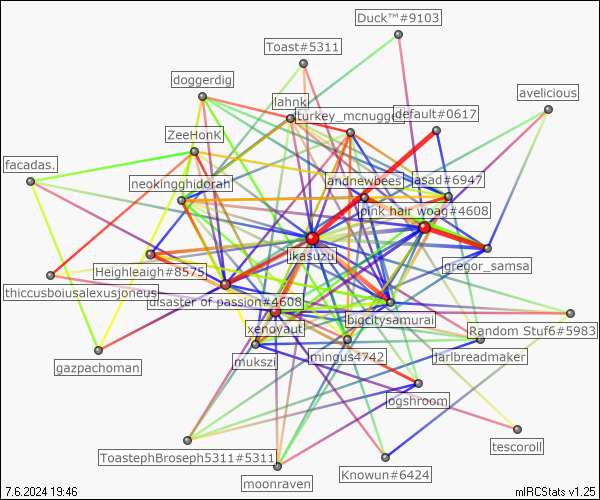 Duck™#9103
Toast#5311
doggerdig
avelicious
lahnk
turkey_mcnugge
default#0617
ZeeHonK
facadas.
neokingghidorah
andnewbees
asad#6947
pink hair woag#4608
likasuzu
gregor_samsa
Heighleaigh#8575
thiccusboiusalexusjoneus
disaster of passion#4608
bigcitysamurai
xenoyaut
Random Stuf6#5983
mukszi
mingus4742
jarlbreadmaker
gazpachoman
ogshroom
tescoroll
ToastephBroseph5311#5311
Knowun#6424
moonraven
7.6.2024 19:46
mIRCStats v1.25